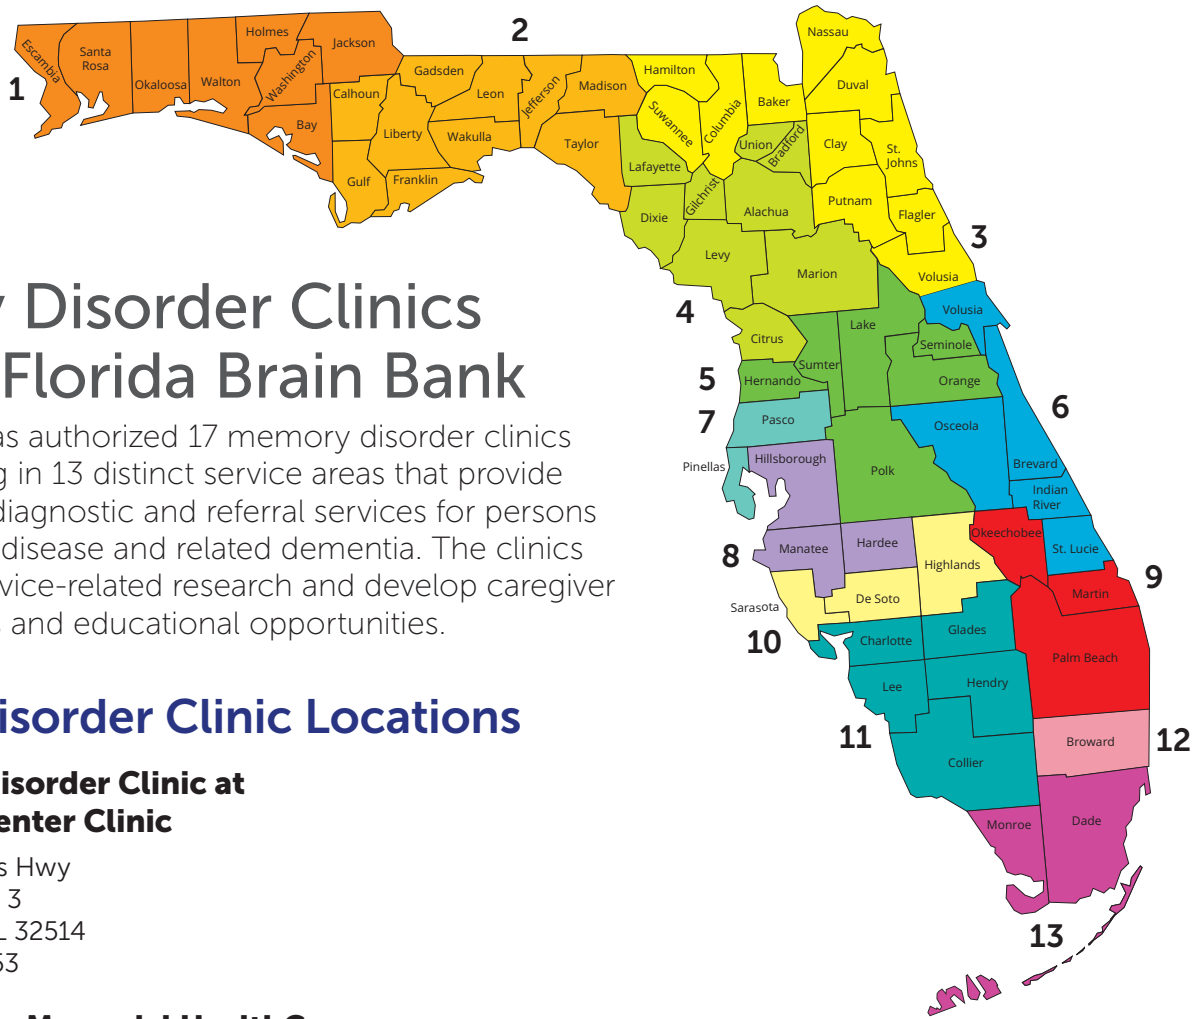 Nassau
2
Holmes
Jackson
Escambia
Santa
Rosa
Okaloosa
Walton
Washington
1
Bay
Calhoun
Gadsden
Leon
Jefferson
Madison
Hamilton
Suwannee
Columbia
Baker
Duval
Liberty
Wakulla
Taylor
Lafayette
Union
Bradford
Clay
St.
Johns
Gulf
Franklin
Dixie
Gilchrist
Alachua
Putnam
Flagler
3
Levy
Marion
Volusia
4
Volusia
Citrus
Sumter
Lake
Seminole
5
Hernando
Orange
7
Pasco
Osceola
6
Pinellas
Hillsborough
Polk
Brevard
Indian
River
8
Manatee
Hardee
Highlands
Okeechobee
St. Lucie
9
Sarasota
De Soto
Martin
10
Charlotte
Glades
Palm Beach
Lee
Hendry
11
Collier
Broward
12
Monroe
Dade
13
Disorder Clinics
Florida Brain Bank
as authorized 17 memory disorder clinics
g in 13 distinct service areas that provide
diagnostic and referral services for persons
disease and related dementia. The clinics
vice-related research and develop caregiver
s and educational opportunities.
isorder Clinic Locations
isorder Clinic at
enter Clinic
s Hwy
3
L 32514
53